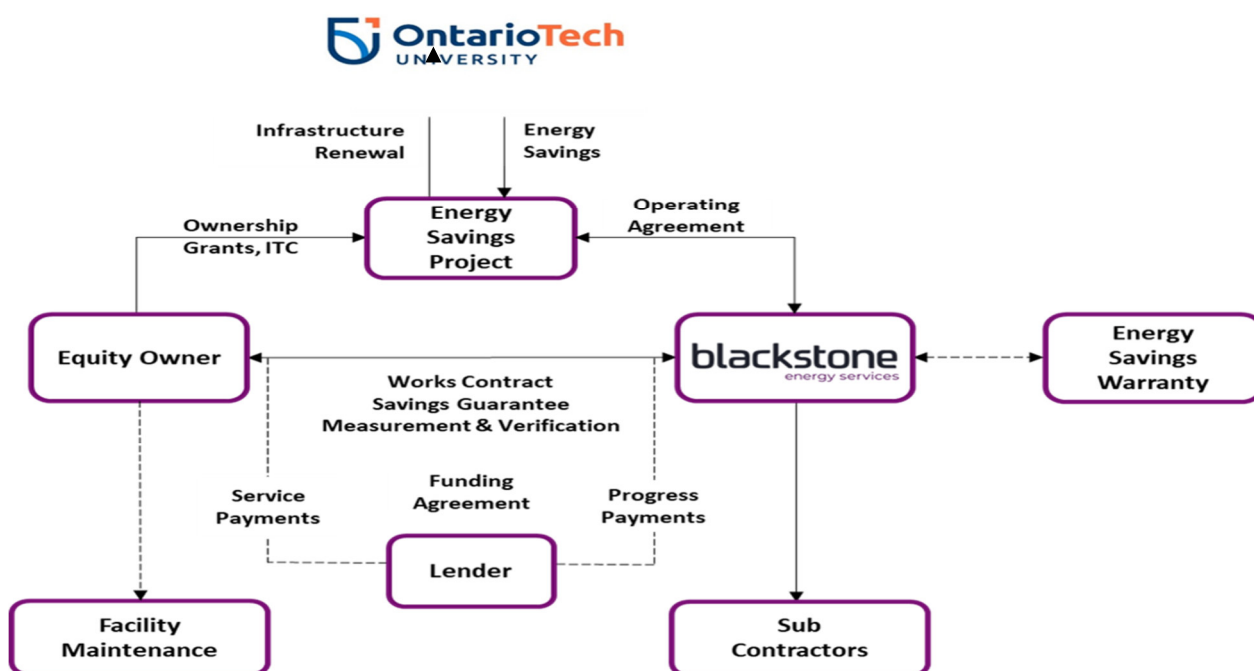 OntarioTech
UNIVERSITY
Infrastructure
Renewal
Energy
Savings
Ownership
Grants, ITC
Energy
Savings
Project
Operating
Agreement
Equity Owner
blackstone
energy services
Energy
Savings
Warranty
Works Contract
Savings Guarantee
Measurement & Verification
Service
Payments
Funding
Agreement
Progress
Payments
Lender
Facility
Maintenance
Sub
Contractors